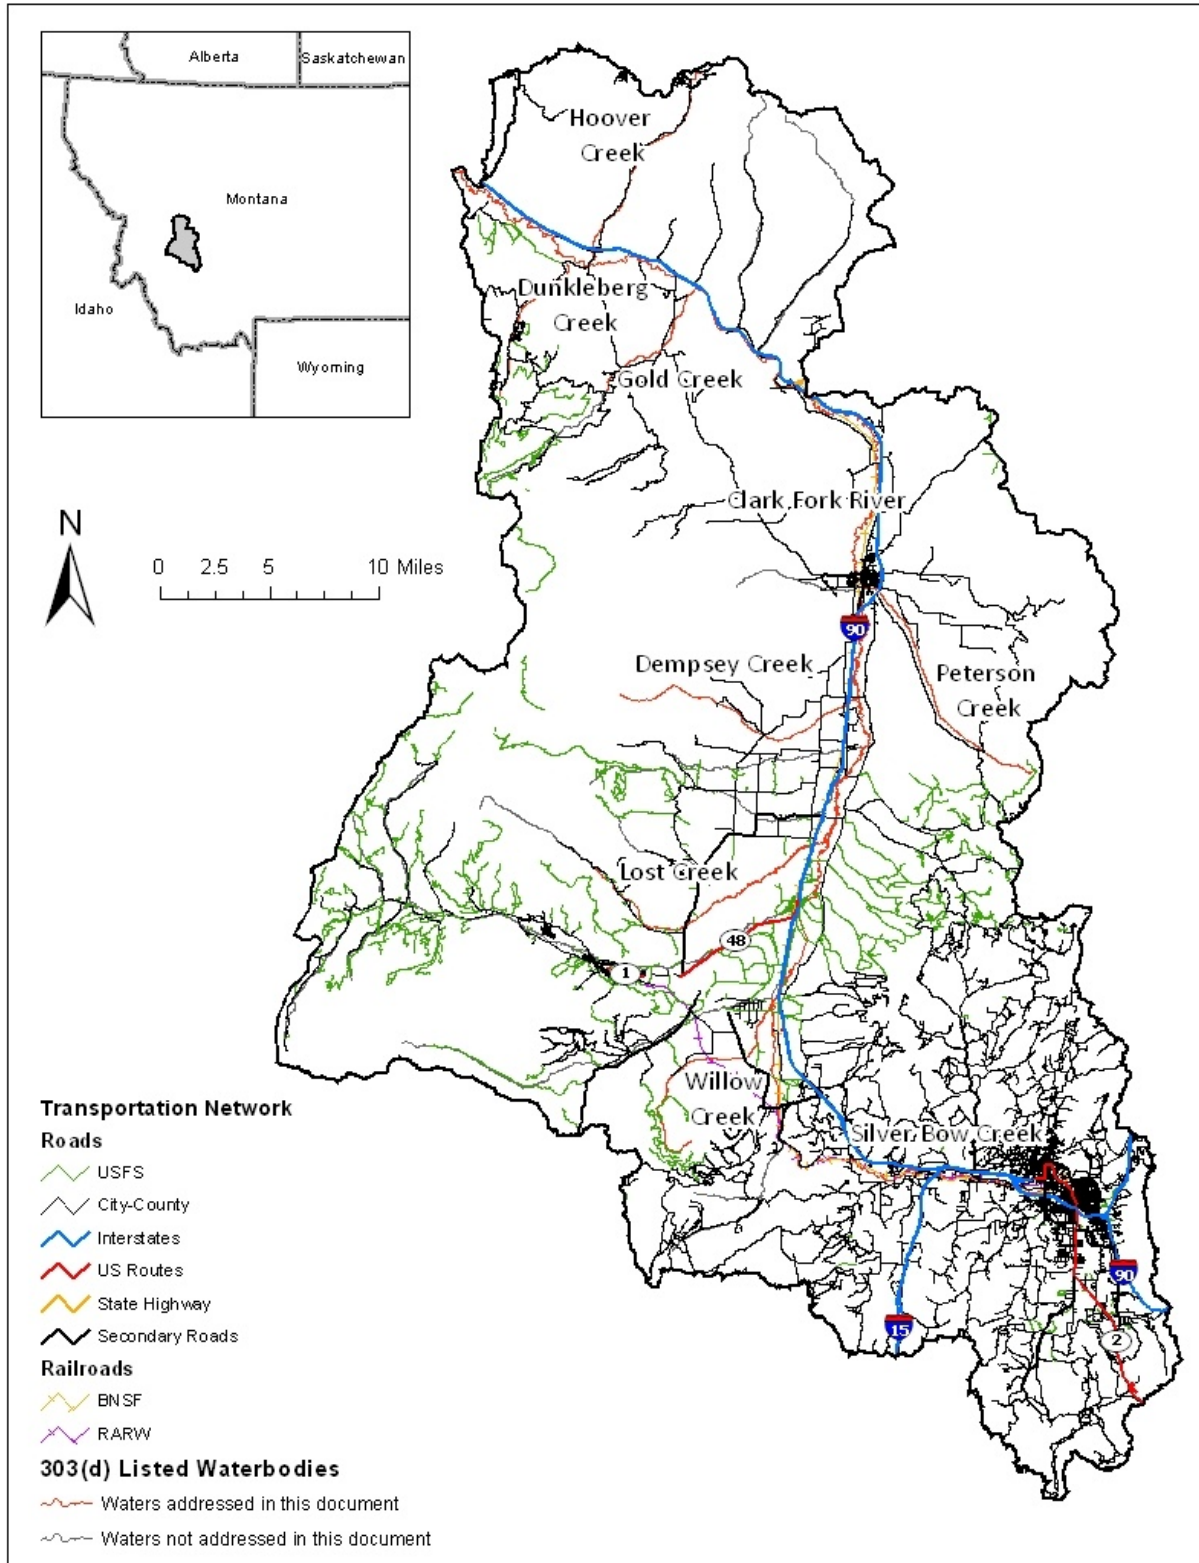 Alberta
Saskatchewan
Montana
Idaho
Wyoming
N
0 2.5 5 10 Miles
Hoover
Creek
Dunkleberg
Creek
Gold Creek
Clark Fork River
90
Dempsey Creek
Peterson
Creek
Lost Creek
48
1
Willow
Creek
Silver Bow Creek
90
15
2
Transportation Network
Roads
USFS
City-County
Interstates
US Routes
State Highway
Secondary Roads
Railroads
BNSF
RARW
303(d) Listed Waterbodies
Waters addressed in this document
Waters not addressed in this document